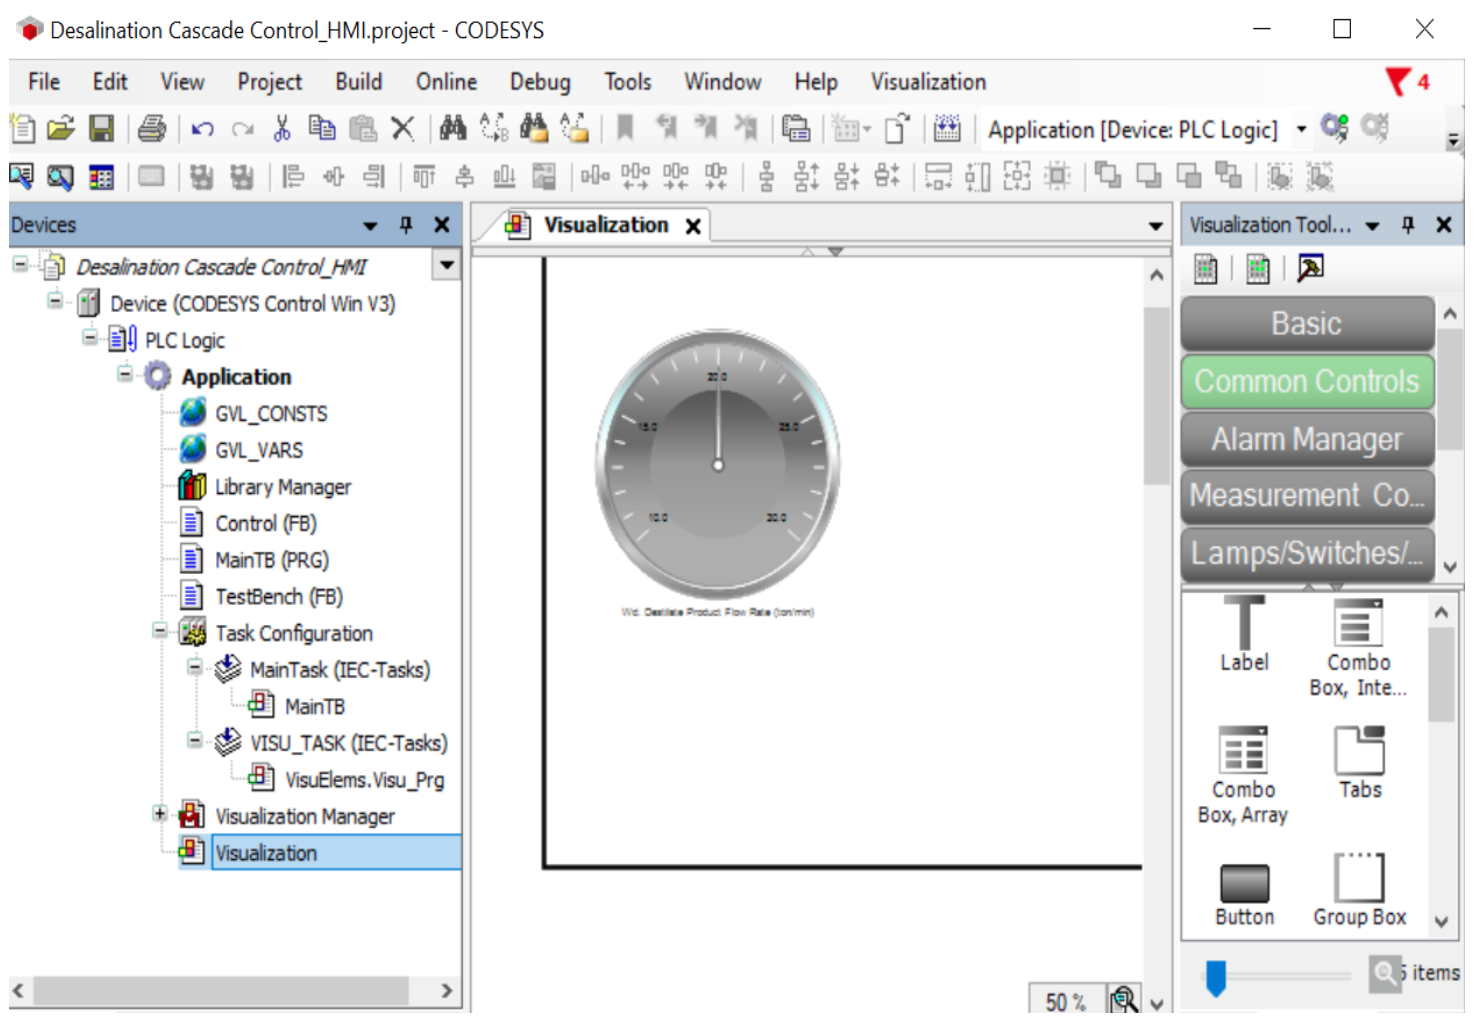 Desalination Cascade Control_HMI.project - CODESYS
File Edit View Project Build Online Debug Tools Window Help Visualization 4
Application [Device: PLC Logic]
Devices
Desalination Cascade Control_HMI
Device (CODESYS Control Win V3)
PLC Logic
Application
GVL_CONSTS
GVL_VARS
Library Manager
Control (FB)
MainTB (PRG)
TestBench (FB)
Task Configuration
MainTask (IEC-Tasks)
MainTB
VISU_TASK (IEC-Tasks)
VisuElems.Visu_Prg
Visualization Manager
Visualization
Visualization
20.0
15.0 25.0
10.0 30.0
Wd: Destilate Product Flow Rate (ton/min)
50 %
Visualization Tool...
Basic
Common Controls
Alarm Manager
Measurement Co...
Lamps/Switches/...
Label
Combo
Box, Inte...
Combo
Box, Array
Tabs
Button
Group Box
items